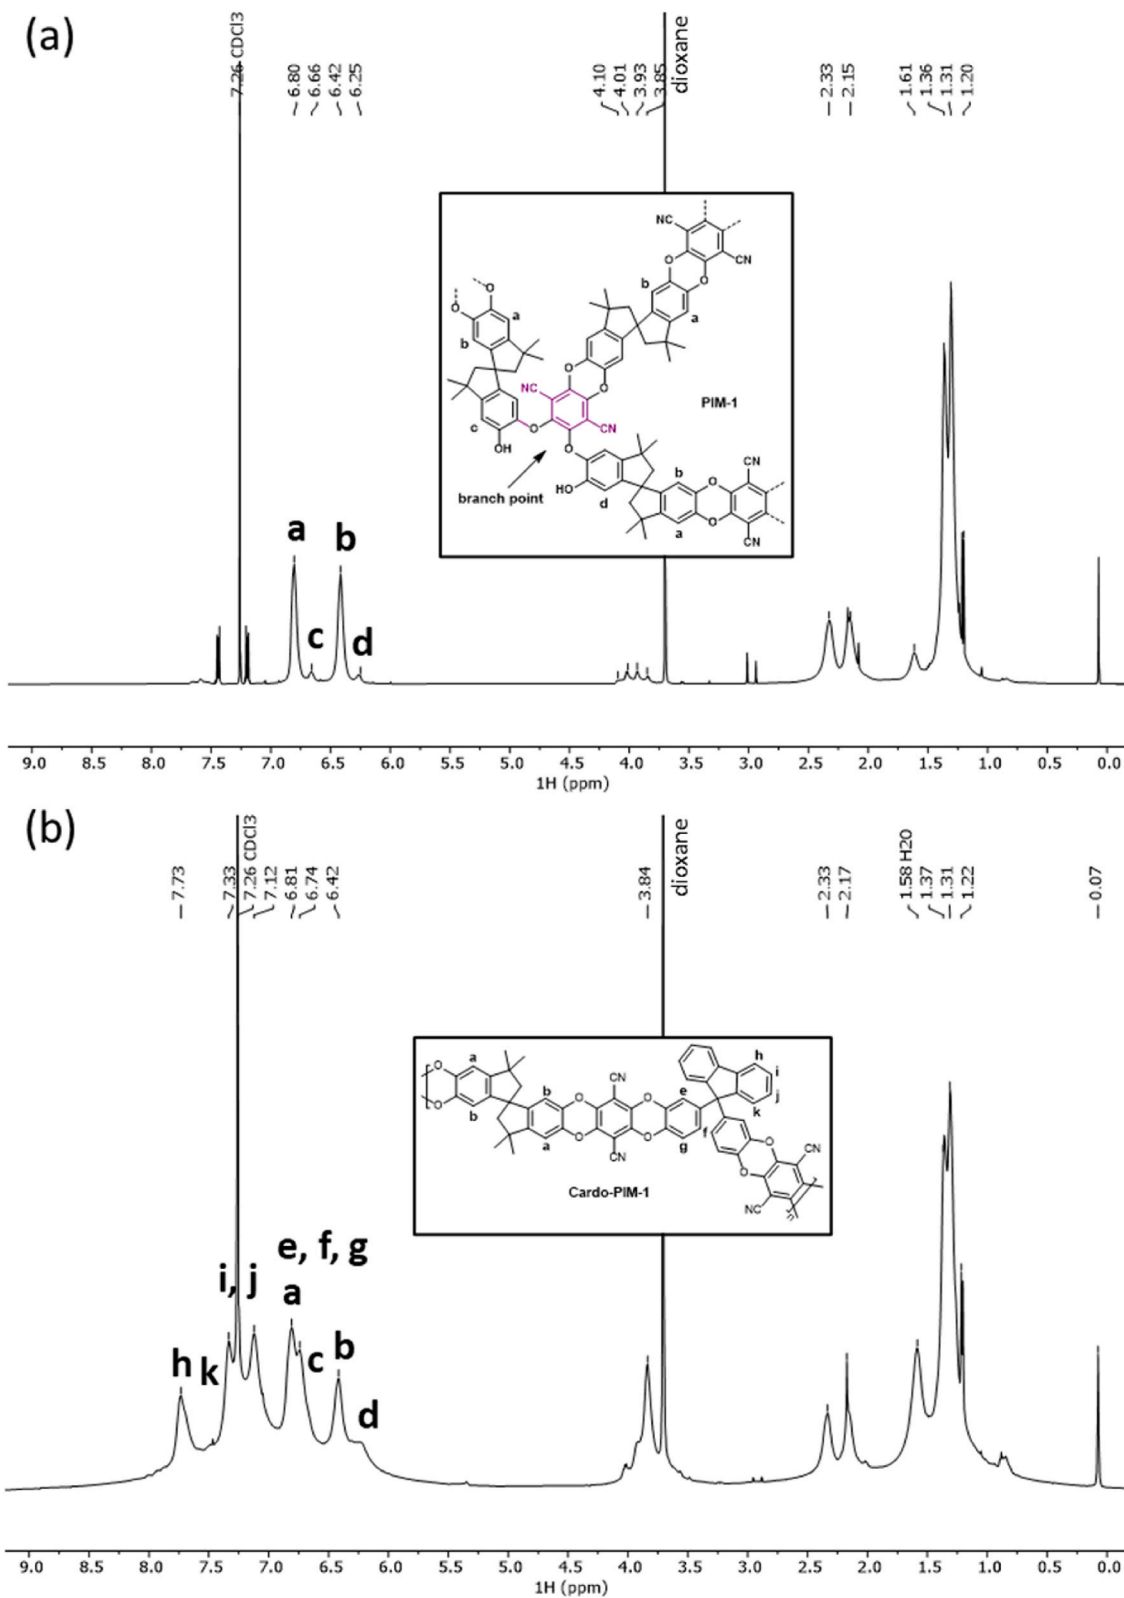 (a)
7.26 CDCl3
6.80
6.66
6.42
6.25
4.10
4.01
3.93
3.85
dioxane
2.33
2.15
1.61
1.36
1.31
1.20
NC
CN
O
O
b
a
O
O
a
b
NC
O
O
PIM-1
c
OH
O
CN
O
branch point
HO
d
b
a
O
O
CN
CN
a
b
c
d
9.0 8.5 8.0 7.5 7.0 6.5 6.0 5.5 5.0 4.5 4.0 3.5 3.0 2.5 2.0 1.5 1.0 0.5 0.0
1H (ppm)
(b)
7.73
7.33
7.26 CDCl3
7.12
6.81
6.74
6.42
3.84
dioxane
2.33
2.17
1.58 H2O
1.37
1.31
1.22
0.07
O
O
a
b
b
a
O
O
CN
CN
O
O
e
f
g
h
i
j
k
O
O
CN
NC
Cardo-PIM-1
e, f, g
i, j
a
h
k
c
b
d
9.0 8.5 8.0 7.5 7.0 6.5 6.0 5.5 5.0 4.5 4.0 3.5 3.0 2.5 2.0 1.5 1.0 0.5 0.0
1H (ppm)